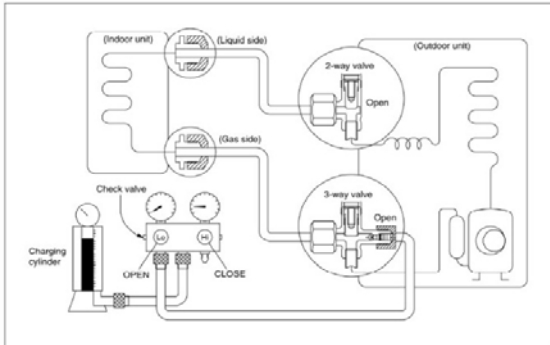 (Indoor unit)
(Liquid side)
(Outdoor unit)
2-way valve
Open
(Gas side)
3-way valve
Open
Check valve
Lo
Hi
Charging
cylinder
OPEN
CLOSE